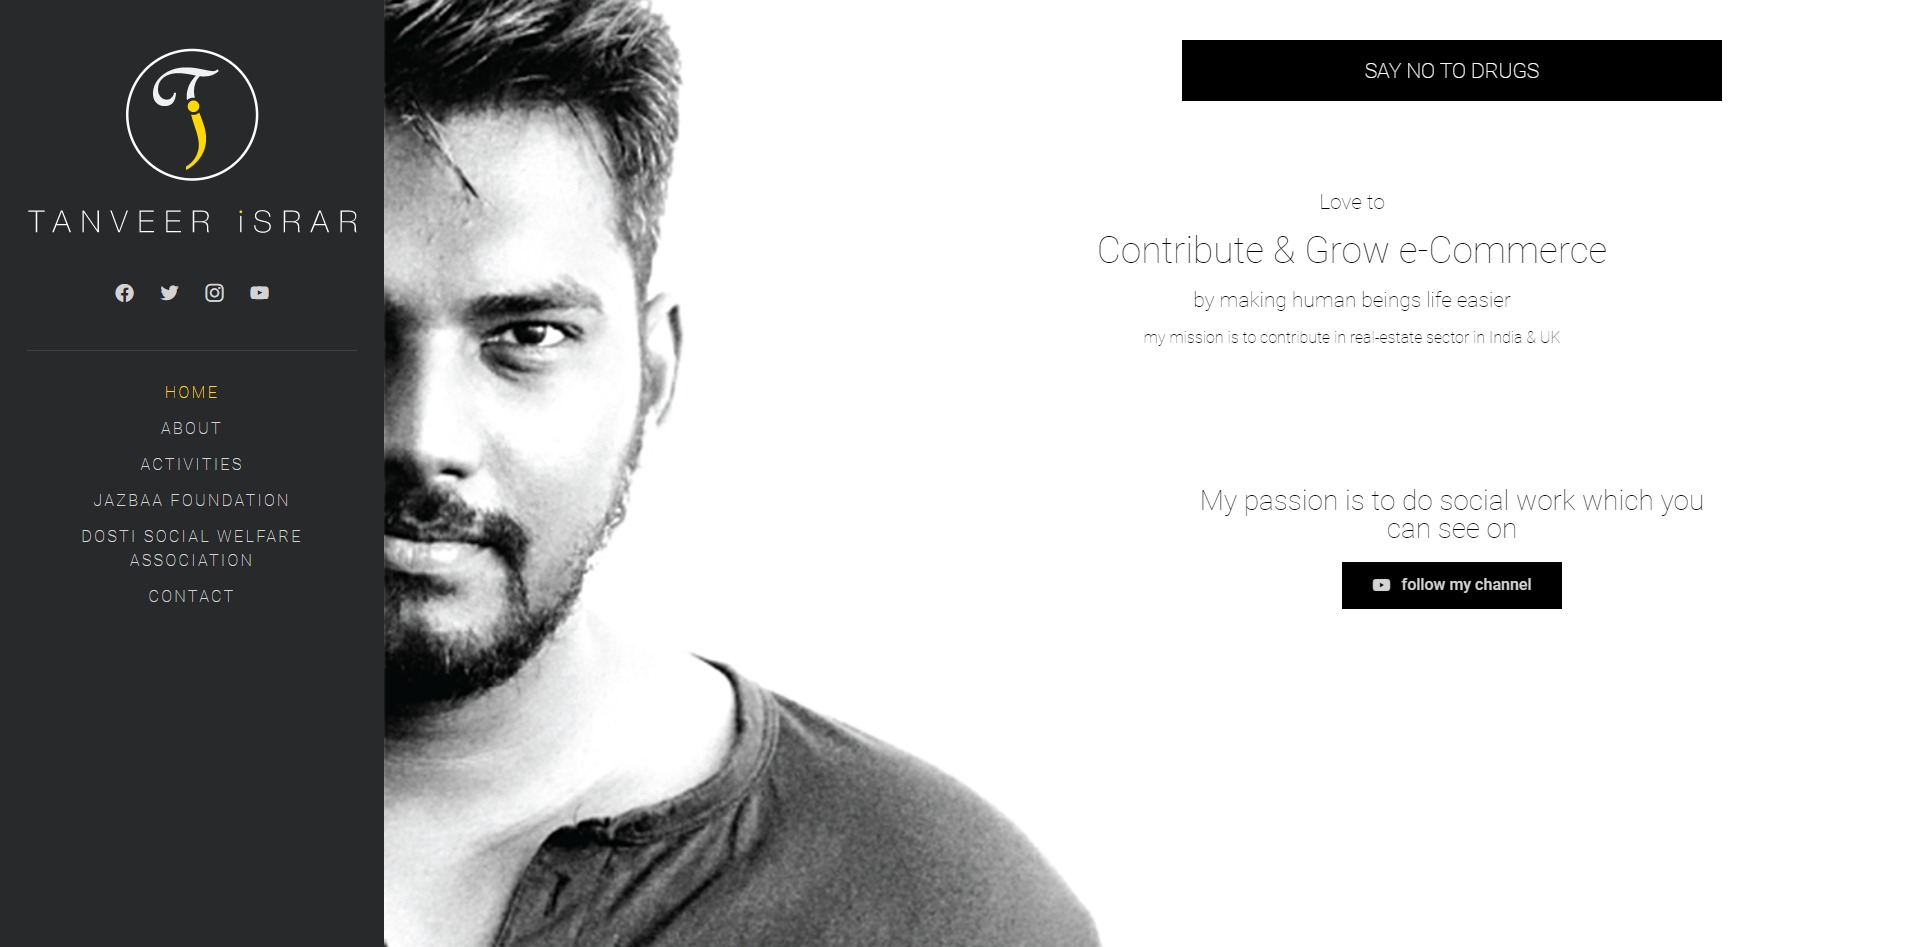 TANVEER iSRAR
HOME
ABOUT
ACTIVITIES
JAZBAA FOUNDATION
DOSTI SOCIAL WELFARE
ASSOCIATION
CONTACT
SAY NO TO DRUGS
Love to
Contribute & Grow e-Commerce
by making human beings life easier
my mission is to contribute in real-estate sector in India & UK
My passion is to do social work which you
can see on
follow my channel